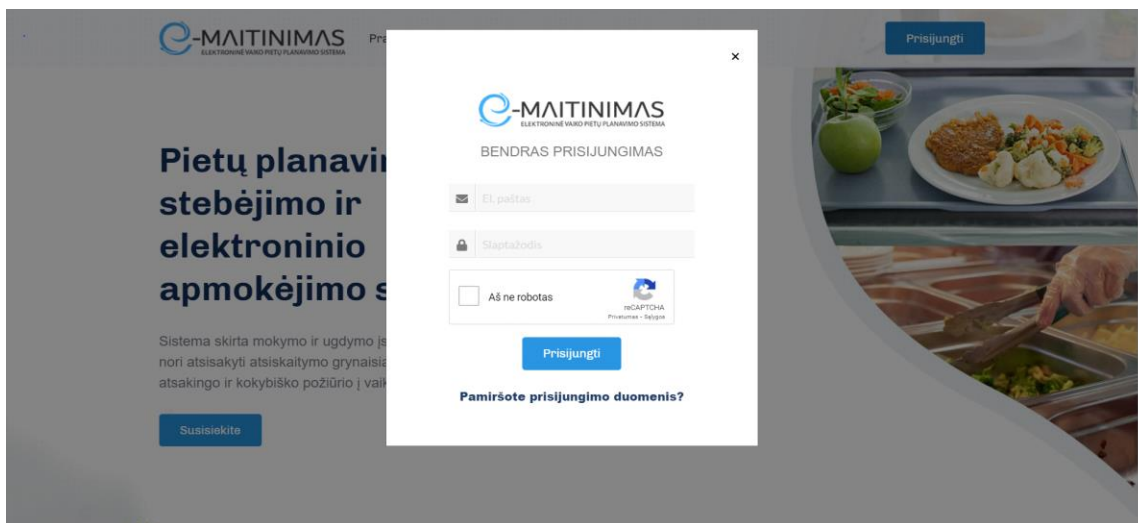 e-MAITINIMAS
ELEKTRONINĖ VAIKO PIETŲ PLANAVIMO SISTEMA
Pra
Prisijungti
Pietų planavi
stebėjimo ir
elektroninio
apmokėjimo s
Sistema skirta mokymo ir ugdymo įs
nori atsisakyti atsiskaitymo grynaisia
atsakingo ir kokybiško požiūrio į vaik
Susisiekite
×
e-MAITINIMAS
ELEKTRONINĖ VAIKO PIETŲ PLANAVIMO SISTEMA
BENDRAS PRISIJUNGIMAS
El. paštas
Slaptažodis
Aš ne robotas
reCAPTCHA
Privatumas - Sąlygos
Prisijungti
Pamiršote prisijungimo duomenis?